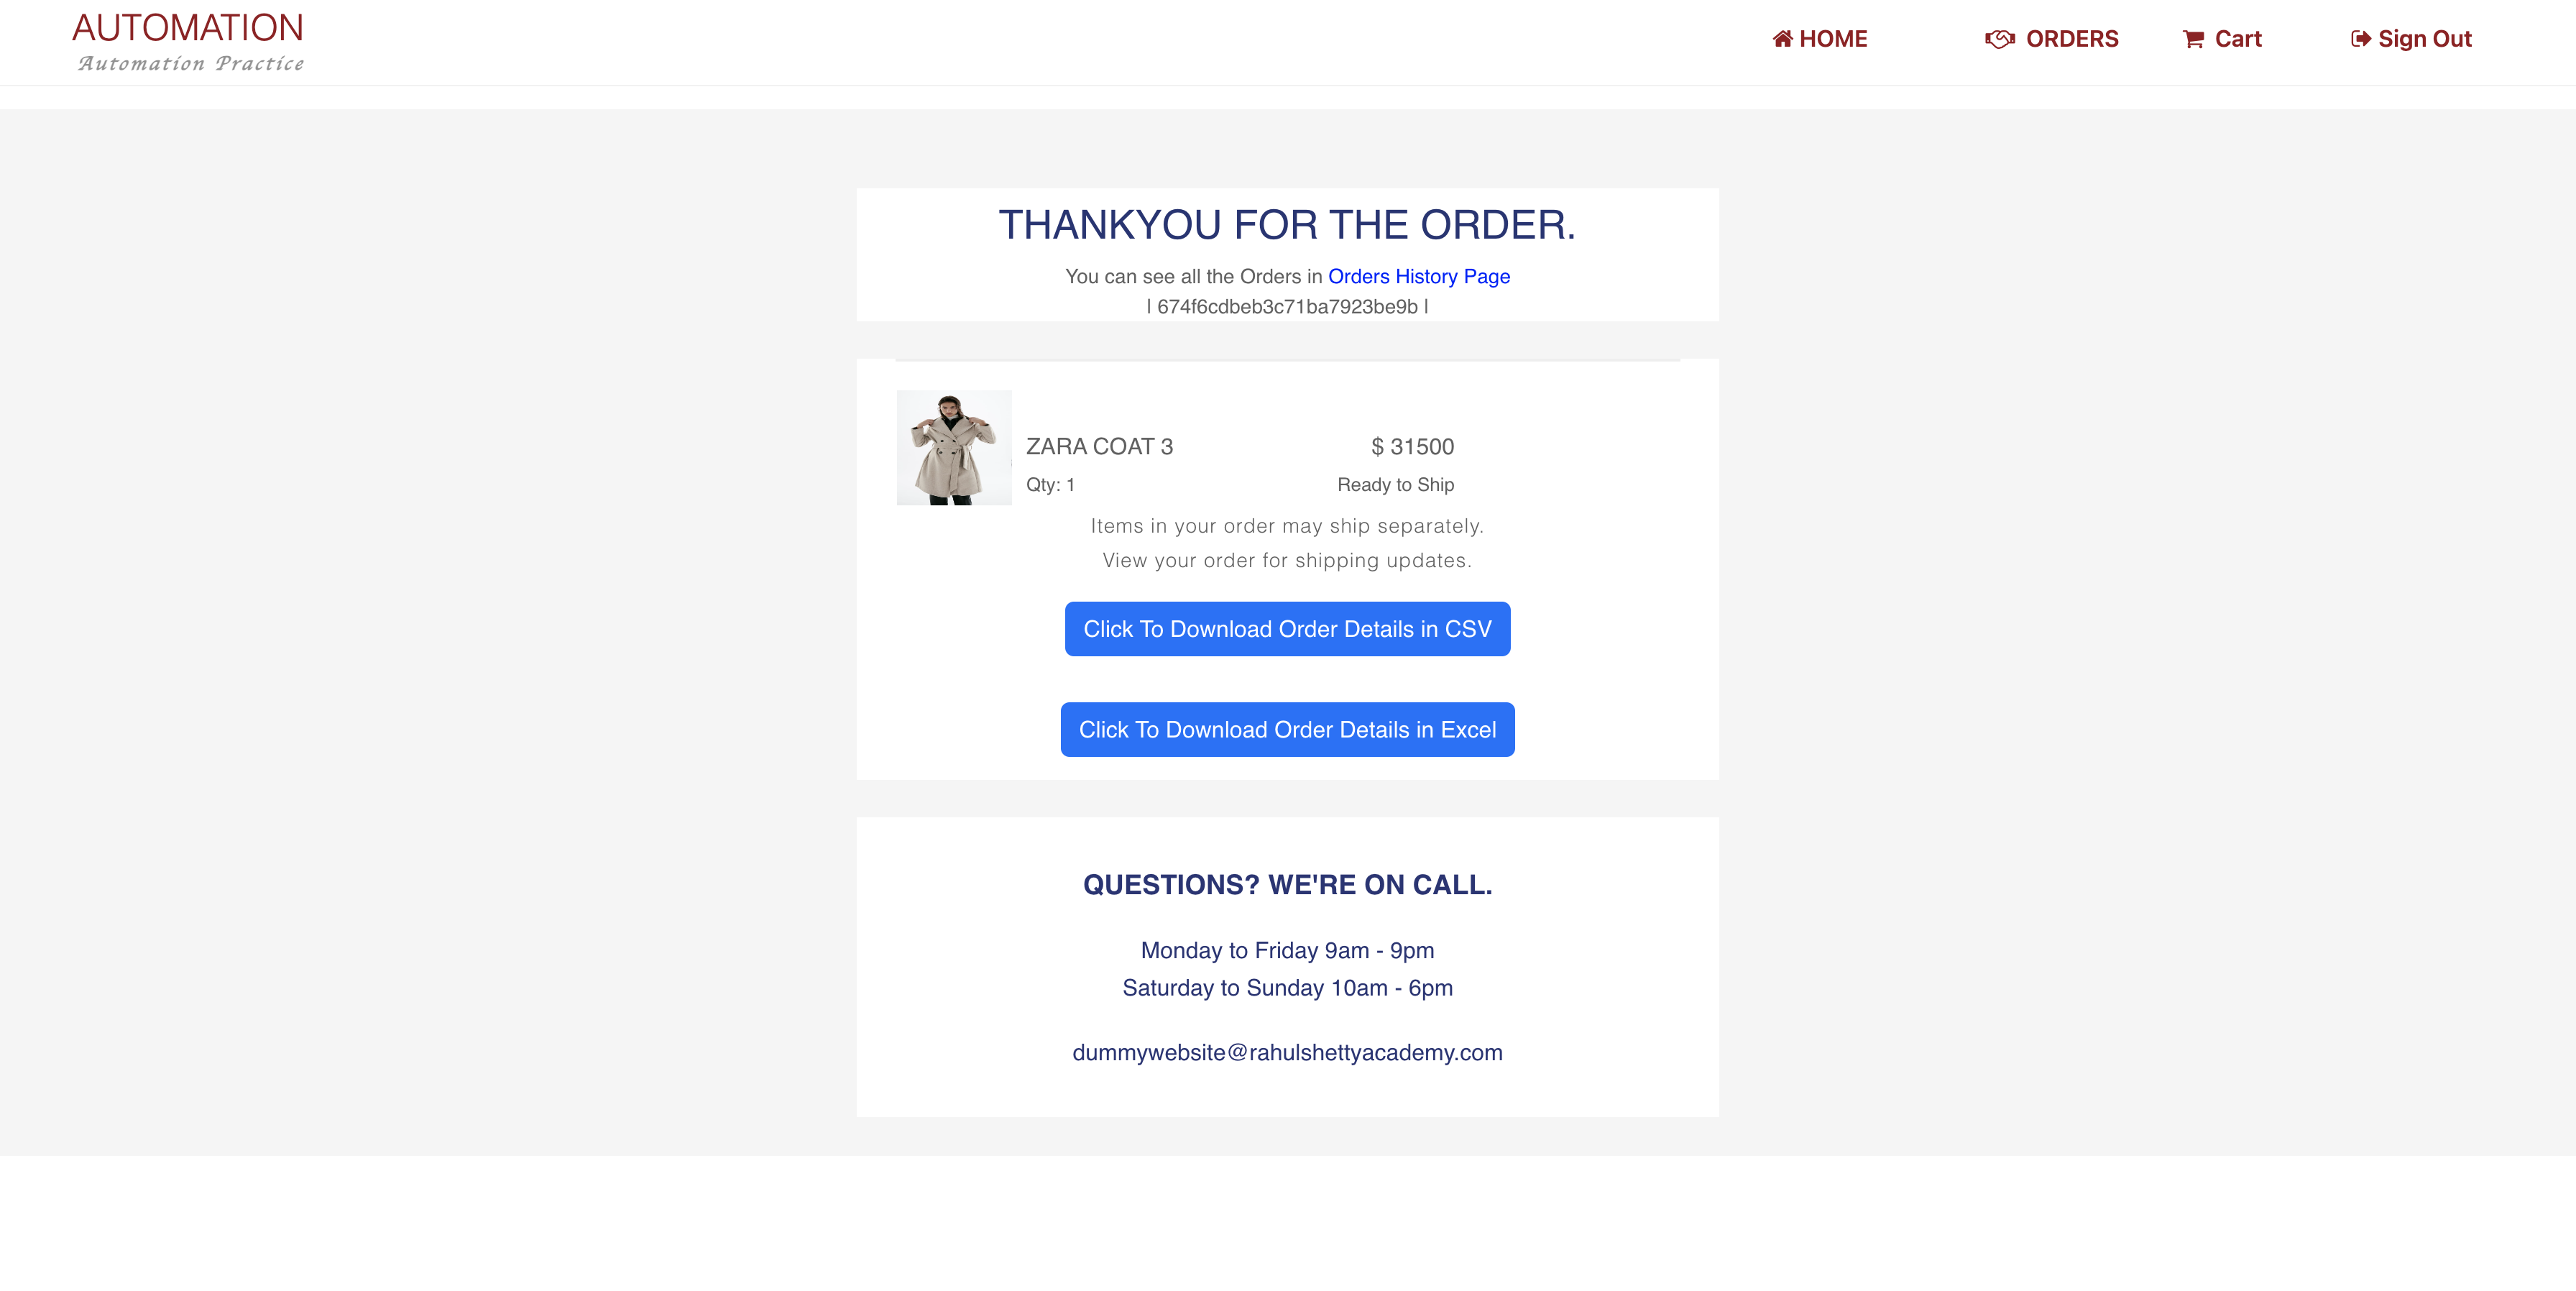 AUTOMATION
Automation Practice
HOME
ORDERS
Cart
Sign Out
THANKYOU FOR THE ORDER.
You can see all the Orders in Orders History Page
| 674f6cdbeb3c71ba7923be9b |
ZARA COAT 3
$ 31500
Qty: 1
Ready to Ship
Items in your order may ship separately.
View your order for shipping updates.
Click To Download Order Details in CSV
Click To Download Order Details in Excel
QUESTIONS? WE'RE ON CALL.
Monday to Friday 9am - 9pm
Saturday to Sunday 10am - 6pm
dummywebsite@rahulshettyacademy.com